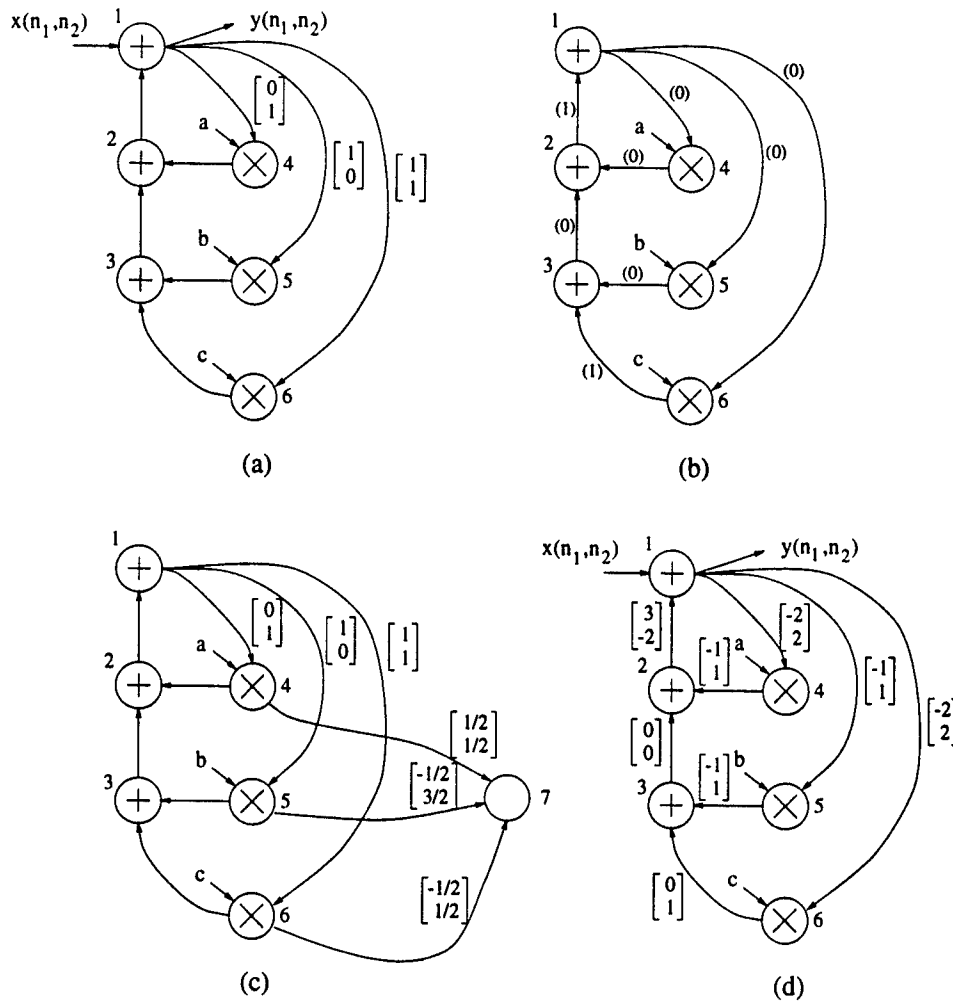 x(n₁,n₂) 1 y(n₁,n₂)
[0 1]
a
2
4
[1 0]
[1 1]
b
3
5
c
6
(a)
1
(0)
(0)
(1)
a
2
(0)
4
(0)
(0)
b
3
(0)
5
c
(1)
6
(b)
1
[0 1]
[1 0]
[1 1]
a
2
4
[1/2 1/2]
b
3
5
[-1/2 3/2]
7
c
6
[-1/2 1/2]
(c)
x(n₁,n₂) 1 y(n₁,n₂)
[3 -2]
[-2 2]
a
2
[-1 1]
4
[-1 1]
[-2 2]
[0 0]
b
3
[-1 1]
5
[0 1]
c
6
(d)